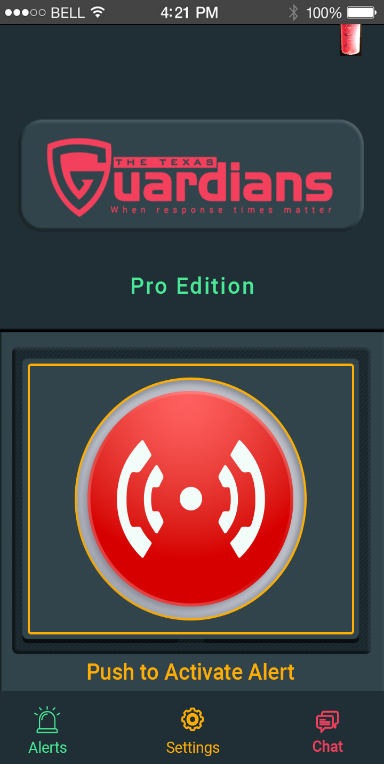 BELL 4:21 PM 100%
THE TEXAS
Guardians
When response times matter
Pro Edition
Push to Activate Alert
Alerts Settings Chat